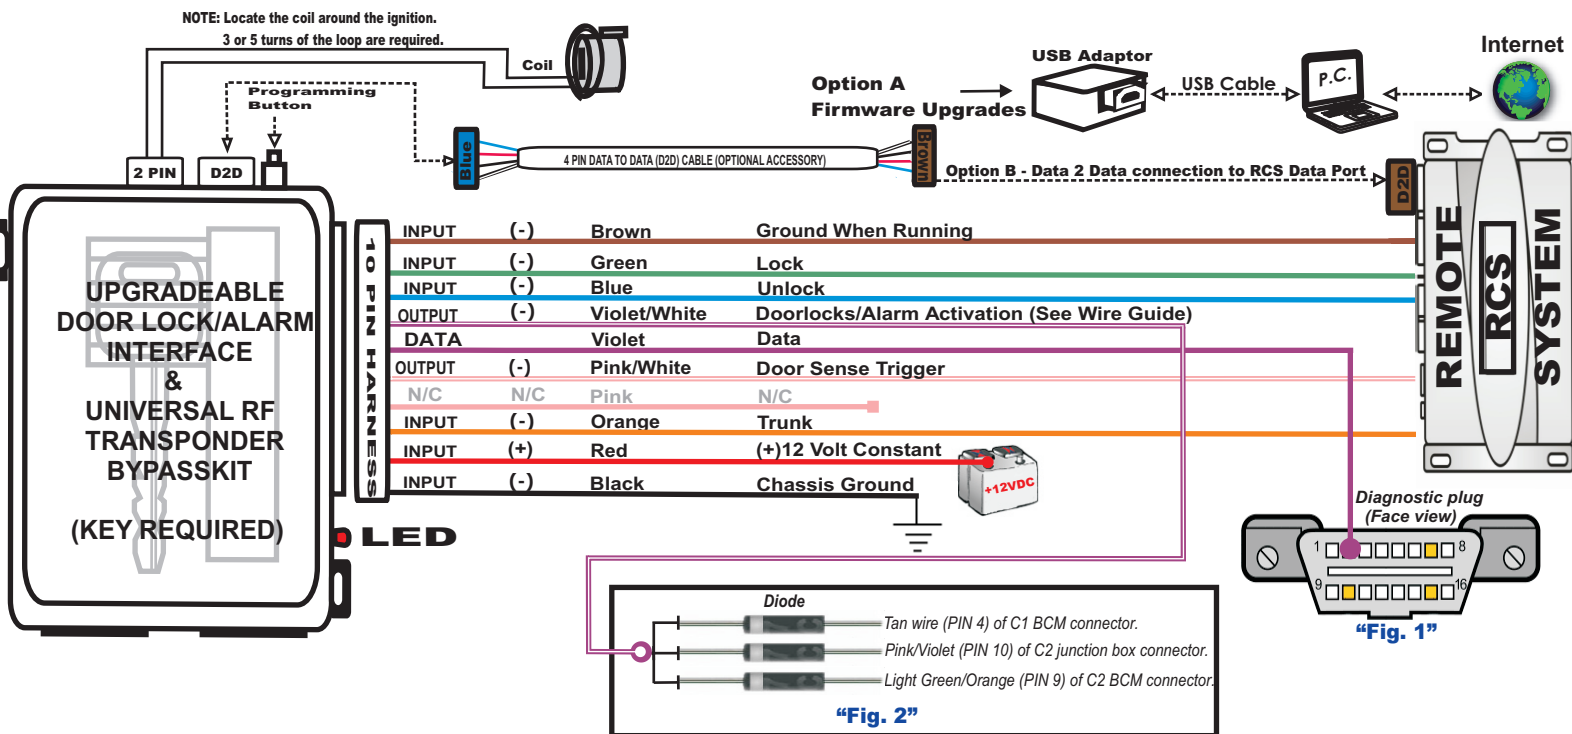 NOTE: Locate the coil around the ignition.
3 or 5 turns of the loop are required.
Coil
Programming
Button
2 PIN
D2D
Blue
4 PIN DATA TO DATA (D2D) CABLE (OPTIONAL ACCESSORY)
Brown
Option A
Firmware Upgrades
USB Adaptor
USB Cable
P.C.
Internet
Option B - Data 2 Data connection to RCS Data Port
D2D
REMOTE
RCS
SYSTEM
UPGRADEABLE
DOOR LOCK/ALARM
INTERFACE
&
UNIVERSAL RF
TRANSPONDER
BYPASSKIT
(KEY REQUIRED)
LED
10 PIN HARNESS
INPUT (-) Brown Ground When Running
INPUT (-) Green Lock
INPUT (-) Blue Unlock
OUTPUT (-) Violet/White Doorlocks/Alarm Activation (See Wire Guide)
DATA Violet Data
OUTPUT (-) Pink/White Door Sense Trigger
N/C N/C Pink N/C
INPUT (-) Orange Trunk
INPUT (+) Red (+)12 Volt Constant
INPUT (-) Black Chassis Ground
+12VDC
Diagnostic plug
(Face view)
1 8
9 16
“Fig. 1”
Diode
Tan wire (PIN 4) of C1 BCM connector.
Pink/Violet (PIN 10) of C2 junction box connector.
Light Green/Orange (PIN 9) of C2 BCM connector.
“Fig. 2”